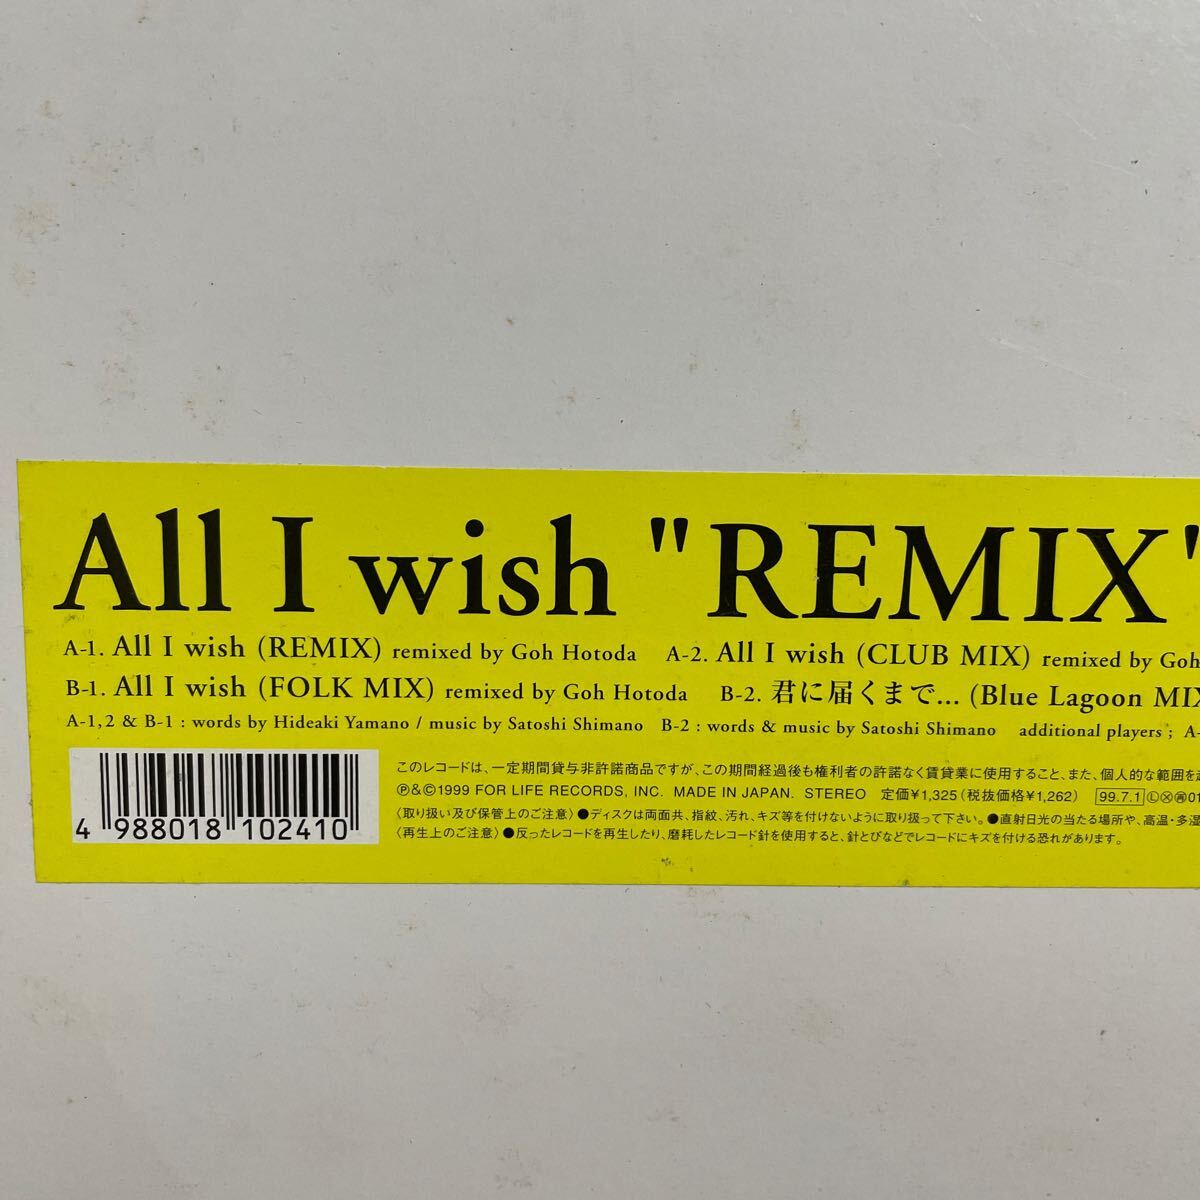 All I wish "REMIX"
A-1. All I wish (REMIX) remixed by Goh Hotoda A-2. All I wish (CLUB MIX) remixed by Goh
B-1. All I wish (FOLK MIX) remixed by Goh Hotoda B-2. 君に届くまで... (Blue Lagoon MIX
A-1,2 & B-1 : words by Hideaki Yamano / music by Satoshi Shimano B-2 : words & music by Satoshi Shimano additional players ; A-
このレコードは、一定期間貸与非許諾商品ですが、この期間経過後も権利者の許諾なく賃貸業に使用すること、また、個人的な範囲を
Ⓟ&©1999 FOR LIFE RECORDS, INC. MADE IN JAPAN. STEREO 定価¥1,325(税抜価格¥1,262) 99.7.1 Ⓛ Ⓧ 01
〈取り扱い及び保管上のご注意〉●ディスクは両面共、指紋、汚れ、キズ等を付けないように取り扱って下さい。●直射日光の当たる場所や、高温・多湿
〈再生上のご注意〉●反ったレコードを再生したり、磨耗したレコード針を使用すると、針とびなどでレコードにキズを付ける恐れがあります。
4 988018 102410